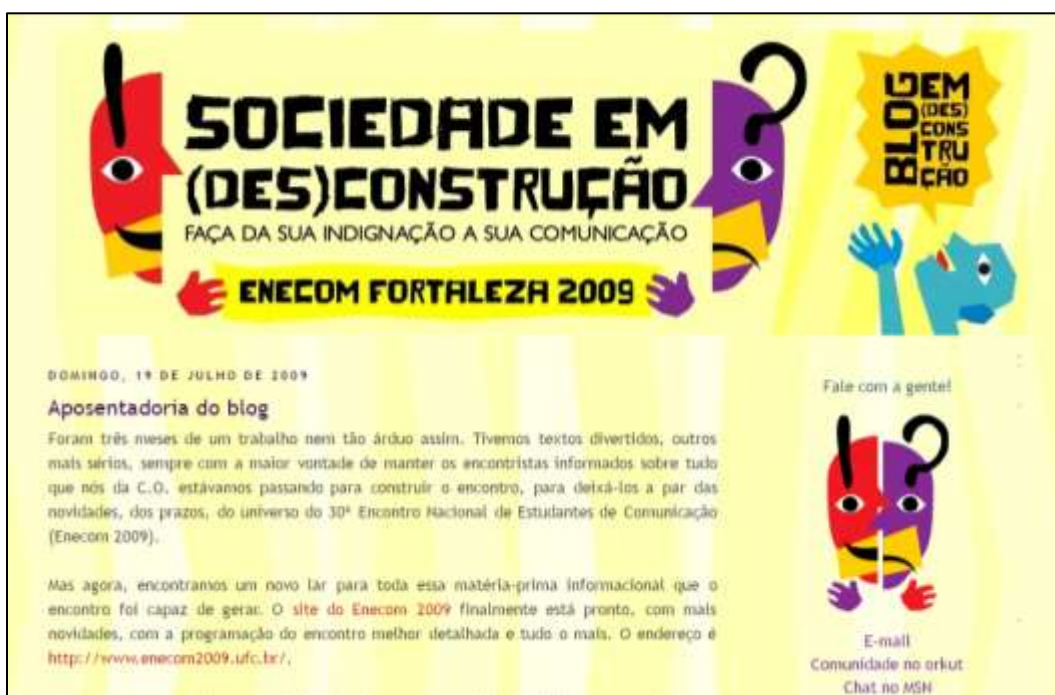 SOCIEDADE EM
(DES)CONSTRUÇÃO
FAÇA DA SUA INDIGNAÇÃO A SUA COMUNICAÇÃO
ENECOM FORTALEZA 2009
BLOG EM
(DES)
CONS
TRU
ÇÃO
DOMINGO, 19 DE JULHO DE 2009
Aposentadoria do blog
Foram três meses de um trabalho nem tão árduo assim. Tivemos textos divertidos, outros
mais sérios, sempre com a maior vontade de manter os encontristas informados sobre tudo
que nós da C.O. estávamos passando para construir o encontro, para deixá-los a par das
novidades, dos prazos, do universo do 30º Encontro Nacional de Estudantes de Comunicação
(Enecom 2009).
Mas agora, encontramos um novo lar para toda essa matéria-prima informacional que o
encontro foi capaz de gerar. O site do Enecom 2009 finalmente está pronto, com mais
novidades, com a programação do encontro melhor detalhada e tudo o mais. O endereço é
http://www.enecom2009.ufc.br/.
Fale com a gente!
E-mail
Comunidade no orkut
Chat no MSN